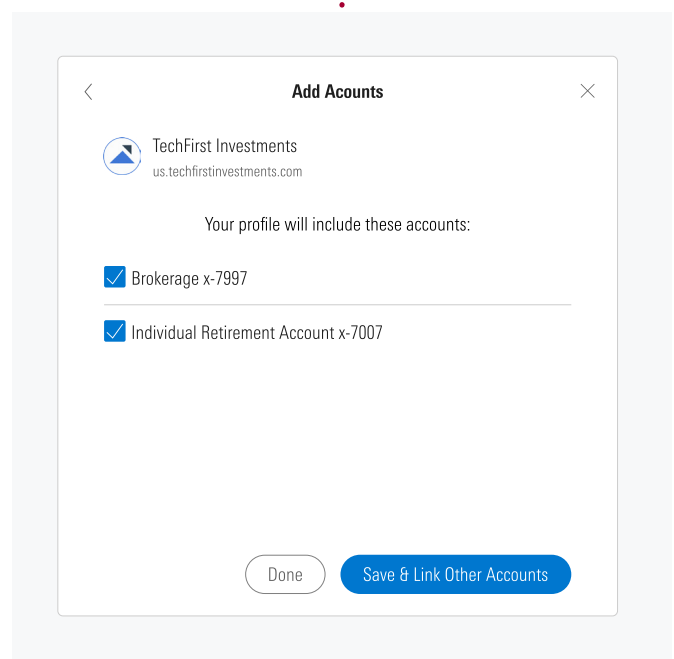 Add Acounts
TechFirst Investments
us.techfirstinvestments.com
Your profile will include these accounts:
Brokerage x-7997
Individual Retirement Account x-7007
Done
Save & Link Other Accounts